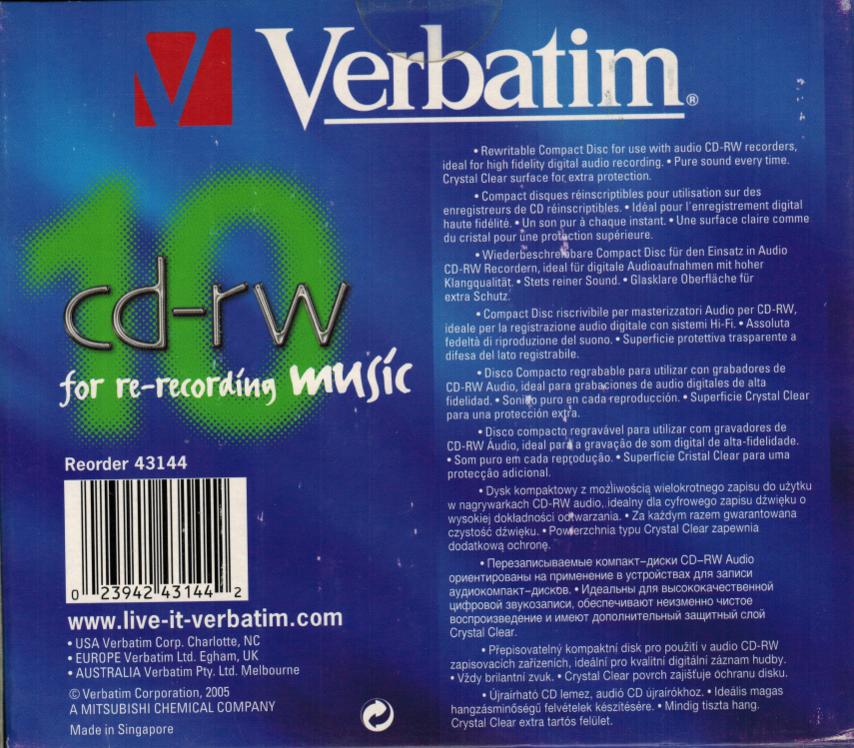 Verbatim®
10
cd-rw
for re-recording music
Reorder 43144
0 23942 43144 2
www.live-it-verbatim.com
• USA Verbatim Corp. Charlotte, NC
• EUROPE Verbatim Ltd. Egham, UK
• AUSTRALIA Verbatim Pty. Ltd. Melbourne
© Verbatim Corporation, 2005
A MITSUBISHI CHEMICAL COMPANY
Made in Singapore
• Rewritable Compact Disc for use with audio CD-RW recorders,
ideal for high fidelity digital audio recording. • Pure sound every time.
Crystal Clear surface for extra protection.
• Compact disques réinscriptibles pour utilisation sur des
enregistreurs de CD réinscriptibles. • Idéal pour l'enregistrement digital
haute fidélité. • Un son pur à chaque instant. • Une surface claire comme
du cristal pour une protection supérieure.
• Wiederbeschreibbare Compact Disc für den Einsatz in Audio
CD-RW Recordern, ideal für digitale Audioaufnahmen mit hoher
Klangqualität. • Stets reiner Sound. • Glasklare Oberfläche für
extra Schutz.
• Compact Disc riscrivibile per masterizzatori Audio per CD-RW,
ideale per la registrazione audio digitale con sistemi Hi-Fi. • Assoluta
fedeltà di riproduzione del suono. • Superficie protettiva trasparente a
difesa del lato registrabile.
• Disco Compacto regrabable para utilizar con grabadores de
CD-RW Audio, ideal para grabaciones de audio digitales de alta
fidelidad. • Sonido puro en cada reproducción. • Superficie Crystal Clear
para una protección extra.
• Disco compacto regravável para utilizar com gravadores de
CD-RW Áudio, ideal para a gravação de som digital de alta-fidelidade.
• Som puro em cada reprodução. • Superfície Cristal Clear para uma
protecção adicional.
• Dysk kompaktowy z możliwością wielokrotnego zapisu do użytku
w nagrywarkach CD-RW audio, idealny dla cyfrowego zapisu dźwięku o
wysokiej dokładności odtwarzania. • Za każdym razem gwarantowana
czystość dźwięku. • Powierzchnia typu Crystal Clear zapewnia
dodatkową ochronę.
• Перезаписываемые компакт-диски CD-RW Audio
ориентированы на применение в устройствах для записи
аудиокомпакт-дисков. • Идеальны для высококачественной
цифровой звукозаписи, обеспечивают неизменно чистое
воспроизведение и имеют дополнительный защитный слой
Crystal Clear.
• Přepisovatelný kompaktní disk pro použití v audio CD-RW
zapisovacích zařízeních, ideální pro kvalitní digitální záznam hudby.
• Vždy brilantní zvuk. • Crystal Clear povrch zajišťuje ochranu disku.
• Újraírható CD lemez, audió CD újraírókhoz. • Ideális magas
hangzásminőségű felvételek készítésére. • Mindig tiszta hang.
Crystal Clear extra tartós felület.